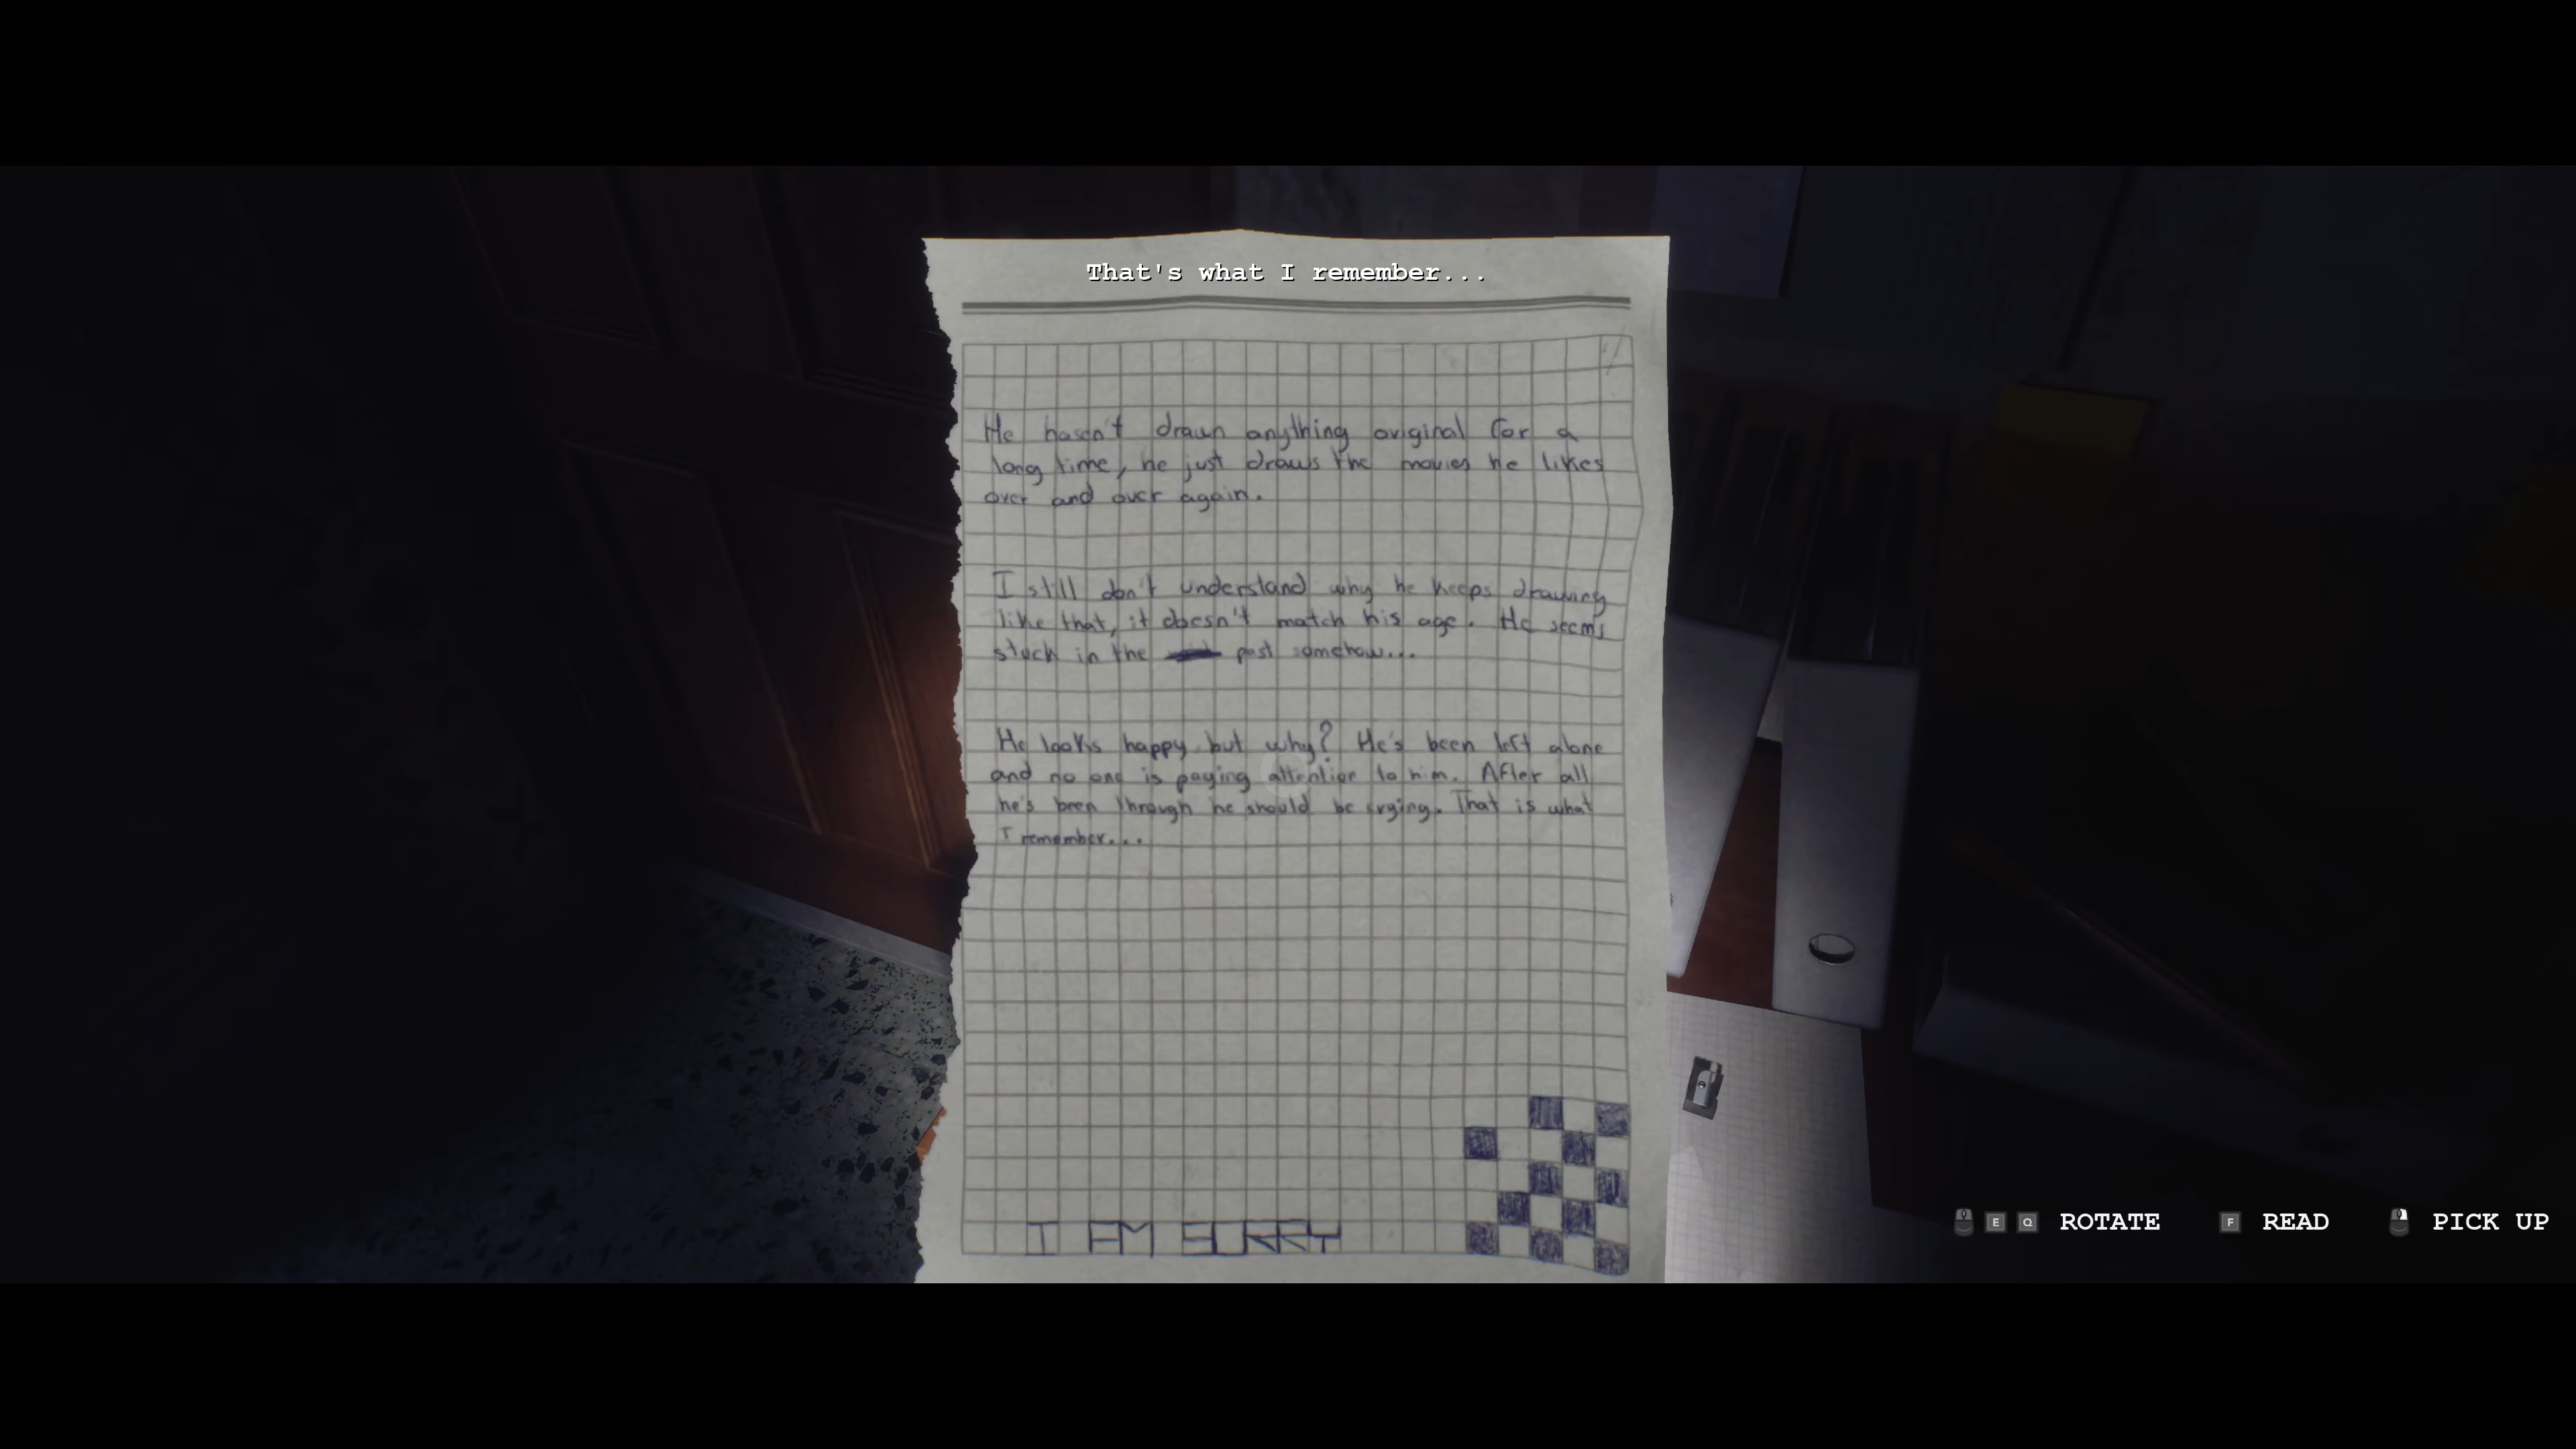 That's what I remember...
He hasn't drawn anything original for a
long time, he just draws the movies he likes
over and over again.
I still don't understand why he keeps drawing
like that, it doesn't match his age. He seems
stuck in the past somehow...
He looks happy but why? He's been left alone
and no one is paying attention to him. After all
he's been through he should be crying. That is what
I remember...
I AM SORRY
E Q ROTATE F READ PICK UP